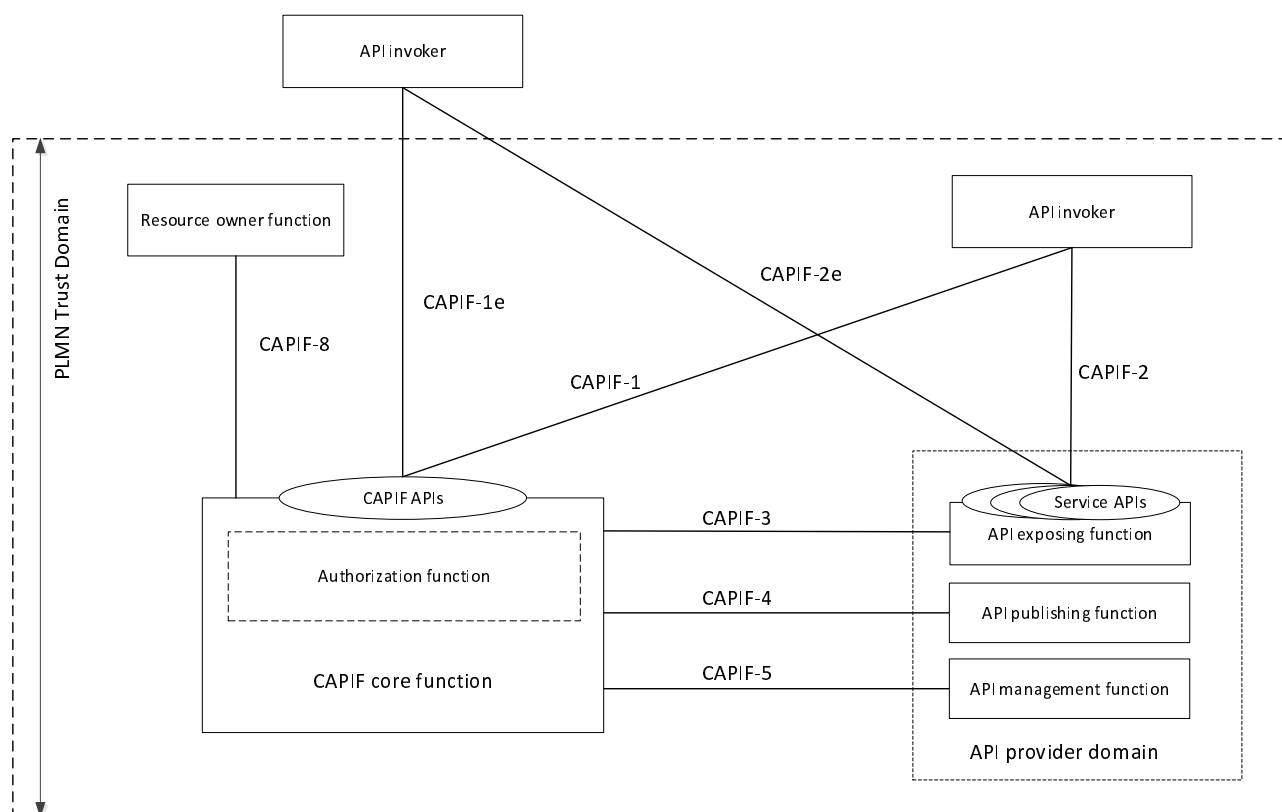 API invoker
PLMN Trust Domain
Resource owner function
API invoker
CAPIF-2e
CAPIF-1e
CAPIF-8
CAPIF-1
CAPIF-2
CAPIF APIs
Service APIs
CAPIF-3
API exposing function
Authorization function
CAPIF-4
API publishing function
CAPIF core function
CAPIF-5
API management function
API provider domain